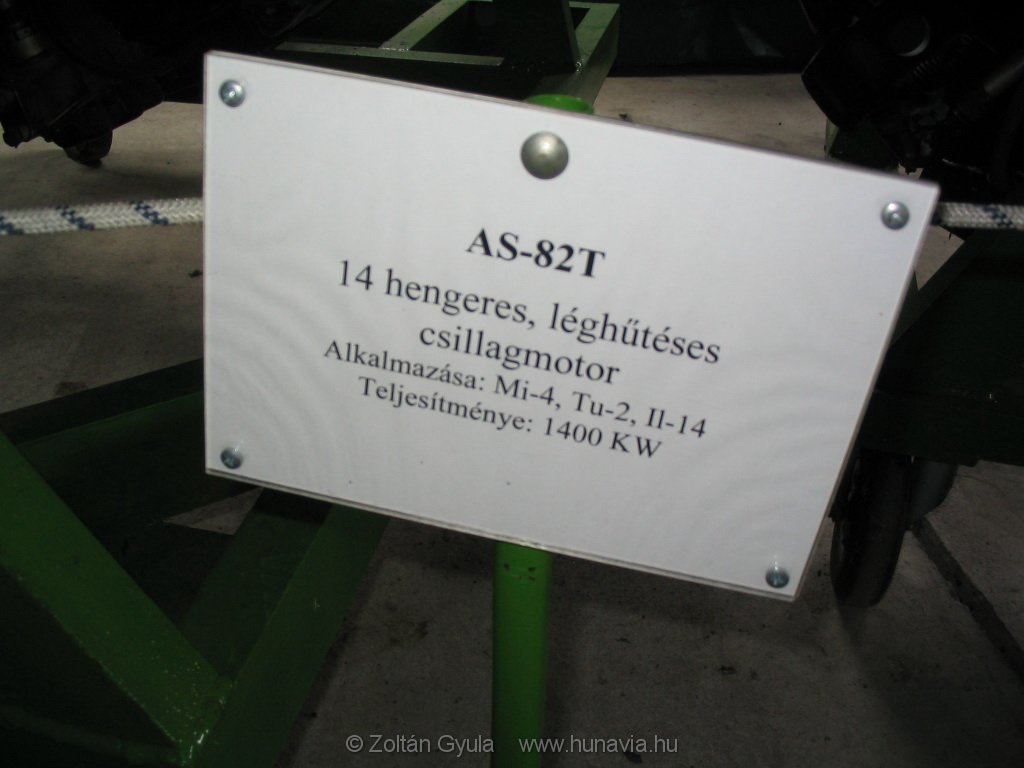 AS-82T
14 hengeres, léghűtéses
csillagmotor
Alkalmazása: Mi-4, Tu-2, Il-14
Teljesítménye: 1400 KW
© Zoltán Gyula www.hunavia.hu